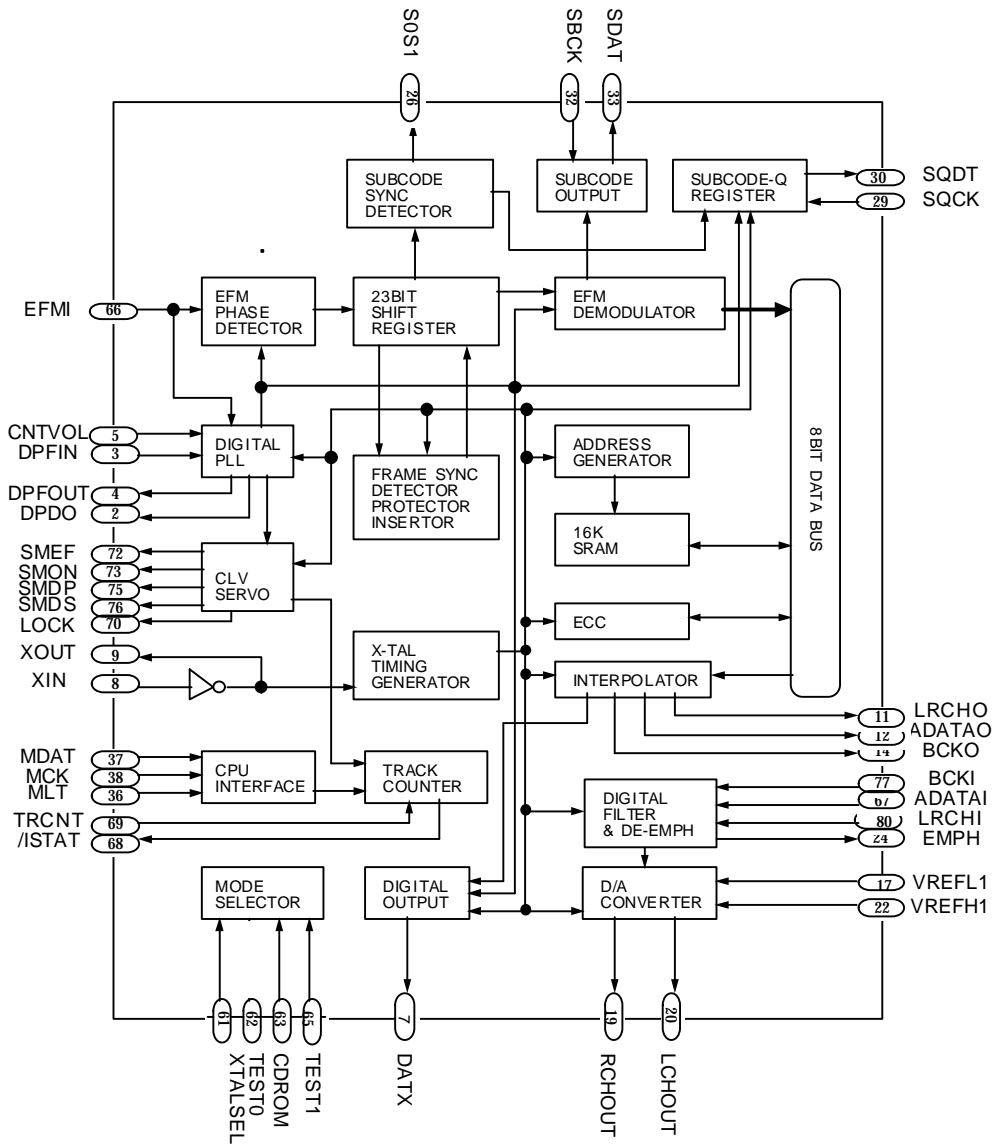 S0S1
SBCK
SDAT
26
32
33
SUBCODE
SYNC
DETECTOR
SUBCODE
OUTPUT
SUBCODE-Q
REGISTER
30 SQDT
29 SQCK
EFMI 66
EFM
PHASE
DETECTOR
23BIT
SHIFT
REGISTER
EFM
DEMODULATOR
8BIT DATA BUS
CNTVOL 5
DPFIN 3
DPFOUT 4
DPDO 2
DIGITAL
PLL
FRAME SYNC
DETECTOR
PROTECTOR
INSERTOR
ADDRESS
GENERATOR
16K
SRAM
SMEF 72
SMON 73
SMDP 75
SMDS 76
LOCK 70
CLV
SERVO
ECC
XOUT 9
XIN 8
X-TAL
TIMING
GENERATOR
INTERPOLATOR
11 LRCHO
12 ADATAO
14 BCKO
MDAT 37
MCK 38
MLT 36
TRCNT 69
/ISTAT 68
CPU
INTERFACE
TRACK
COUNTER
DIGITAL
FILTER
& DE-EMPH
77 BCKI
67 ADATAI
80 LRCHI
24 EMPH
MODE
SELECTOR
DIGITAL
OUTPUT
D/A
CONVERTER
17 VREFL1
22 VREFH1
61
62
63
65
7
19
20
XTALSEL
TEST0
CDROM
TEST1
DATX
RCHOUT
LCHOUT